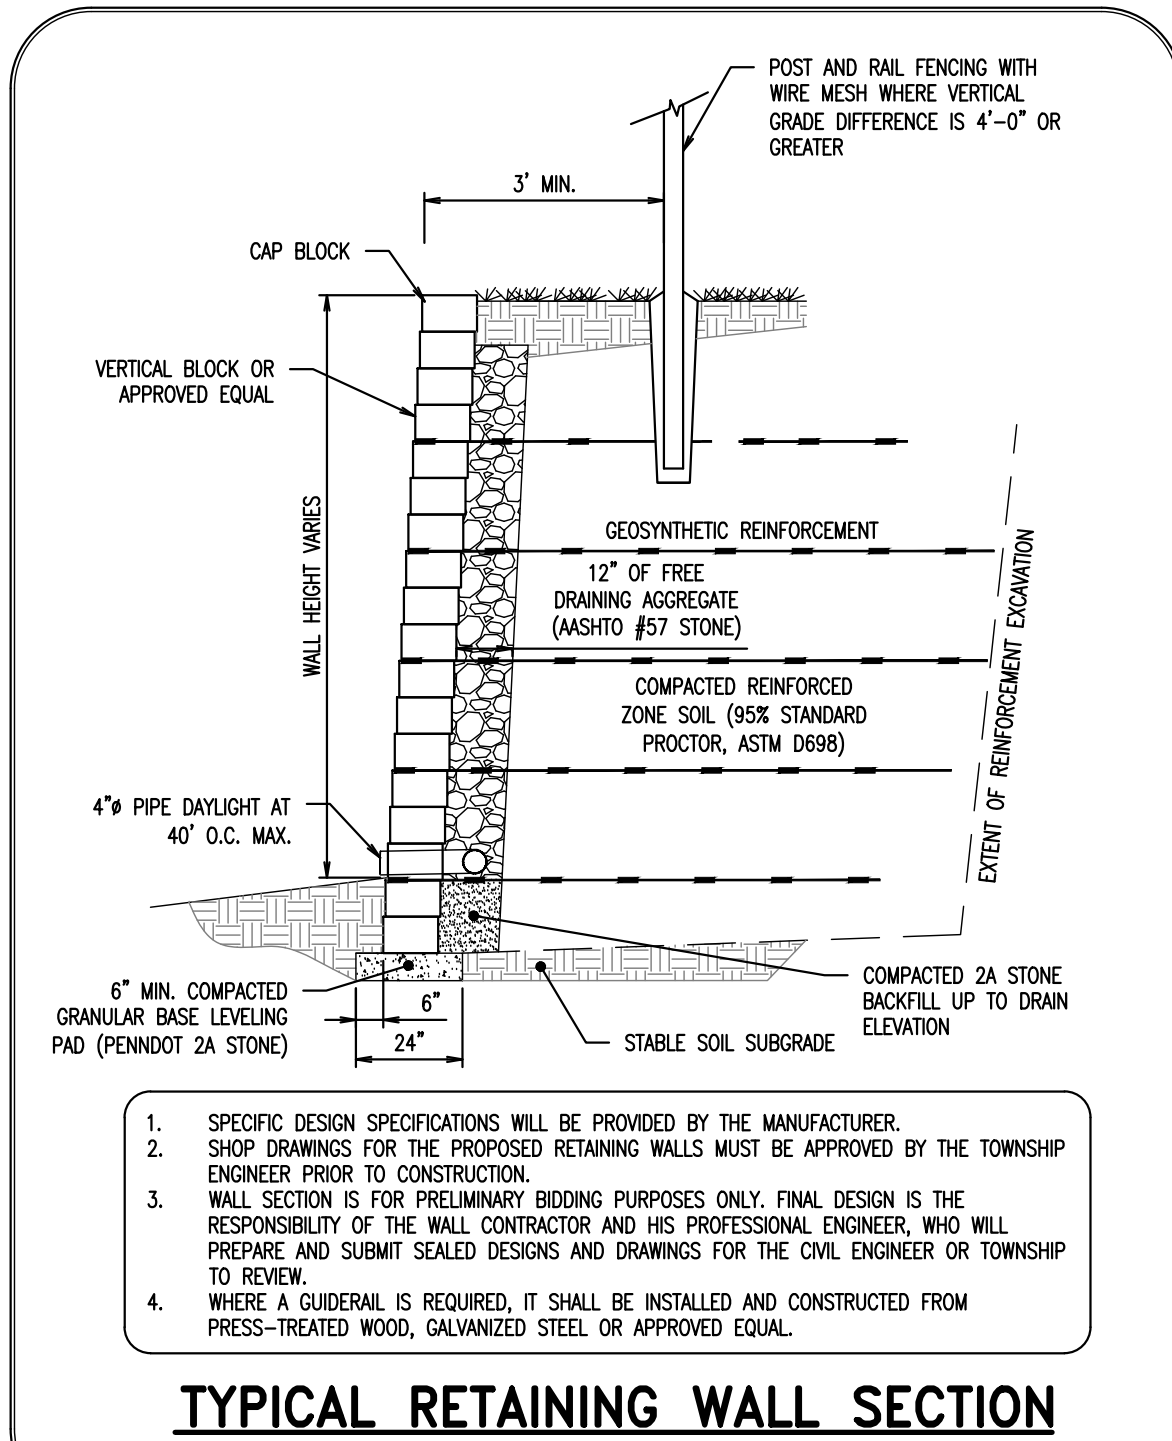 POST AND RAIL FENCING WITH
WIRE MESH WHERE VERTICAL
GRADE DIFFERENCE IS 4'-0" OR
GREATER
3' MIN.
CAP BLOCK
VERTICAL BLOCK OR
APPROVED EQUAL
WALL HEIGHT VARIES
GEOSYNTHETIC REINFORCEMENT
12" OF FREE
DRAINING AGGREGATE
(AASHTO #57 STONE)
COMPACTED REINFORCED
ZONE SOIL (95% STANDARD
PROCTOR, ASTM D698)
EXTENT OF REINFORCEMENT EXCAVATION
4"ø PIPE DAYLIGHT AT
40' O.C. MAX.
6" MIN. COMPACTED
GRANULAR BASE LEVELING
PAD (PENNDOT 2A STONE)
6"
24"
COMPACTED 2A STONE
BACKFILL UP TO DRAIN
ELEVATION
STABLE SOIL SUBGRADE
1. SPECIFIC DESIGN SPECIFICATIONS WILL BE PROVIDED BY THE MANUFACTURER.
2. SHOP DRAWINGS FOR THE PROPOSED RETAINING WALLS MUST BE APPROVED BY THE TOWNSHIP
ENGINEER PRIOR TO CONSTRUCTION.
3. WALL SECTION IS FOR PRELIMINARY BIDDING PURPOSES ONLY. FINAL DESIGN IS THE
RESPONSIBILITY OF THE WALL CONTRACTOR AND HIS PROFESSIONAL ENGINEER, WHO WILL
PREPARE AND SUBMIT SEALED DESIGNS AND DRAWINGS FOR THE CIVIL ENGINEER OR TOWNSHIP
TO REVIEW.
4. WHERE A GUIDERAIL IS REQUIRED, IT SHALL BE INSTALLED AND CONSTRUCTED FROM
PRESS-TREATED WOOD, GALVANIZED STEEL OR APPROVED EQUAL.
TYPICAL RETAINING WALL SECTION